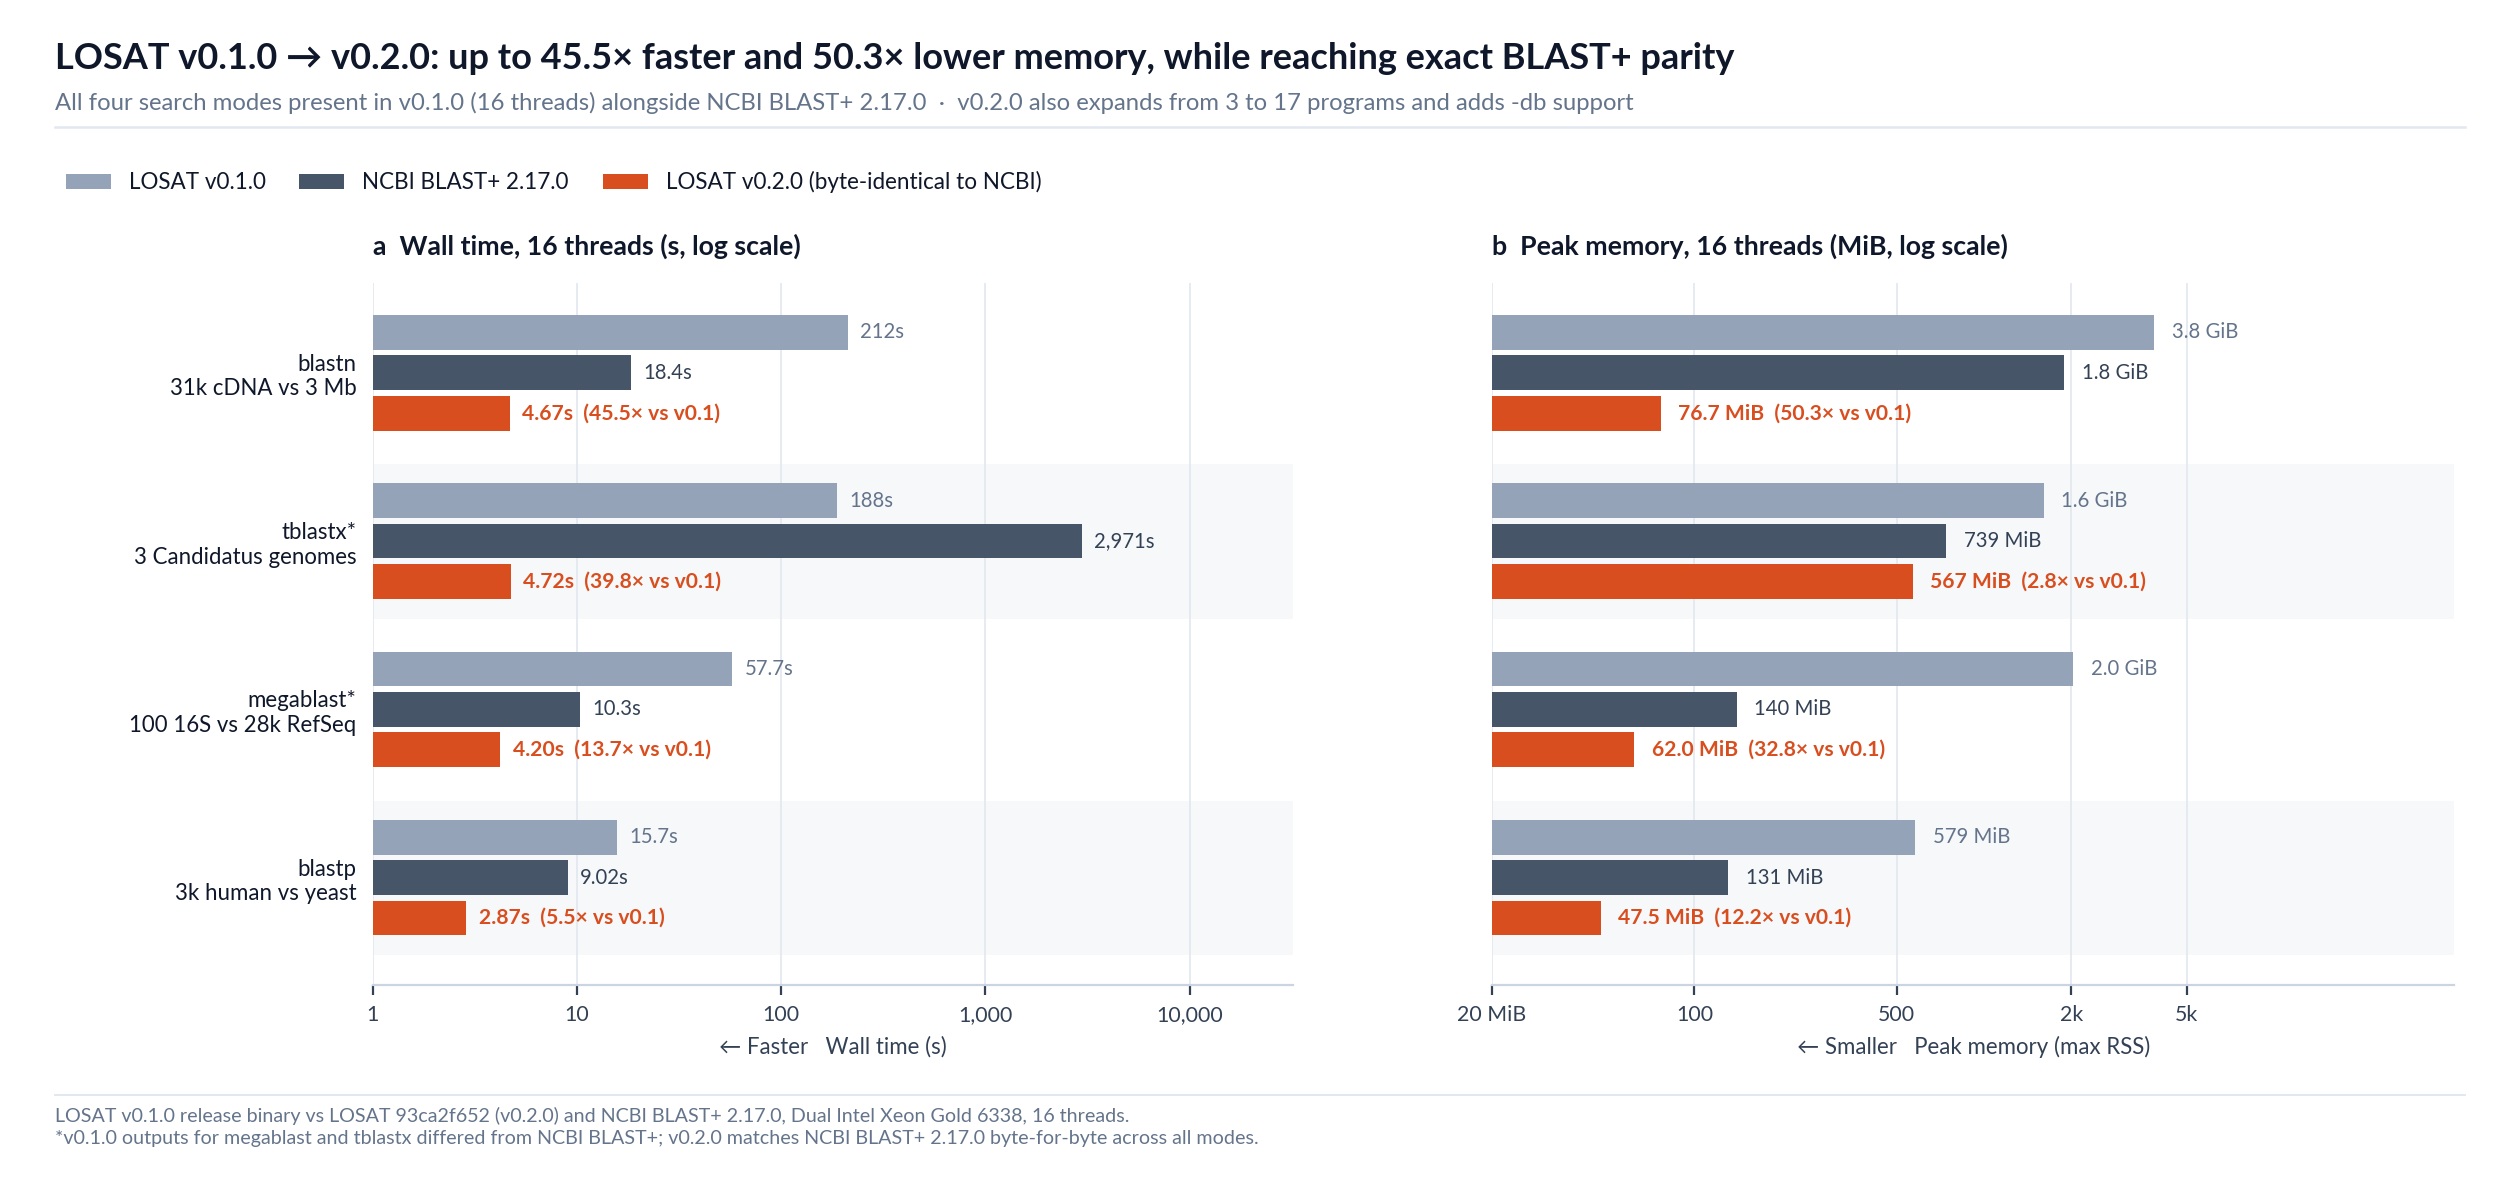 LOSAT v0.1.0 → v0.2.0: up to 45.5× faster and 50.3× lower memory, while reaching exact BLAST+ parity
All four search modes present in v0.1.0 (16 threads) alongside NCBI BLAST+ 2.17.0 · v0.2.0 also expands from 3 to 17 programs and adds -db support
LOSAT v0.1.0
NCBI BLAST+ 2.17.0
LOSAT v0.2.0 (byte-identical to NCBI)
a Wall time, 16 threads (s, log scale)
blastn
31k cDNA vs 3 Mb
212s
18.4s
4.67s (45.5× vs v0.1)
tblastx*
3 Candidatus genomes
188s
2,971s
4.72s (39.8× vs v0.1)
megablast*
100 16S vs 28k RefSeq
57.7s
10.3s
4.20s (13.7× vs v0.1)
blastp
3k human vs yeast
15.7s
9.02s
2.87s (5.5× vs v0.1)
1
10
100
1,000
10,000
← Faster Wall time (s)
b Peak memory, 16 threads (MiB, log scale)
3.8 GiB
1.8 GiB
76.7 MiB (50.3× vs v0.1)
1.6 GiB
739 MiB
567 MiB (2.8× vs v0.1)
2.0 GiB
140 MiB
62.0 MiB (32.8× vs v0.1)
579 MiB
131 MiB
47.5 MiB (12.2× vs v0.1)
20 MiB
100
500
2k
5k
← Smaller Peak memory (max RSS)
LOSAT v0.1.0 release binary vs LOSAT 93ca2f652 (v0.2.0) and NCBI BLAST+ 2.17.0, Dual Intel Xeon Gold 6338, 16 threads.
*v0.1.0 outputs for megablast and tblastx differed from NCBI BLAST+; v0.2.0 matches NCBI BLAST+ 2.17.0 byte-for-byte across all modes.